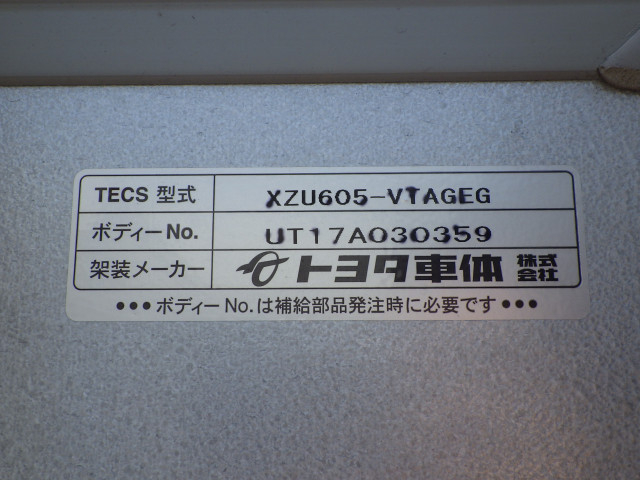 TECS 型式 XZU605-VTAGEG
ボディーNo. UT17A030359
架装メーカー トヨタ車体 株式会社
•••ボディーNo.は補給部品発注時に必要です•••